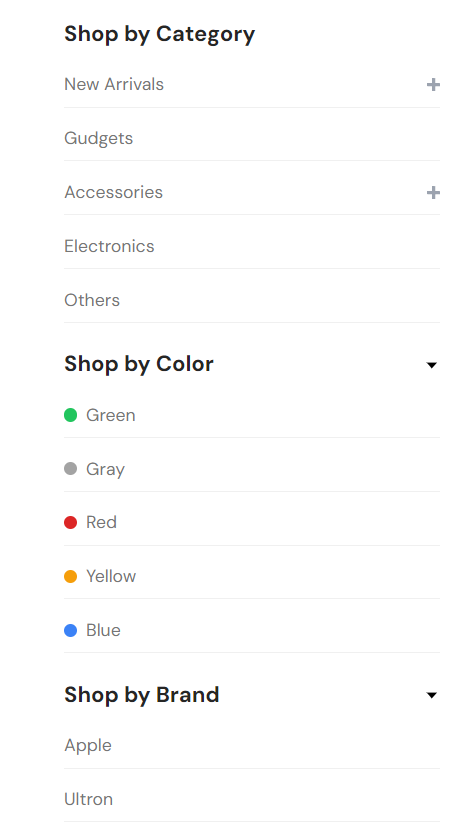 Shop by Category
New Arrivals
Gudgets
Accessories
Electronics
Others
Shop by Color
Green
Gray
Red
Yellow
Blue
Shop by Brand
Apple
Ultron